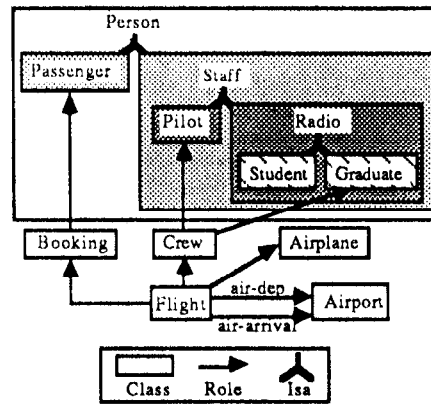 Person
Passenger
Staff
Pilot
Radio
Student
Graduate
Booking
Crew
Airplane
Flight
air-dep
Airport
air-arrival
Class
Role
Isa